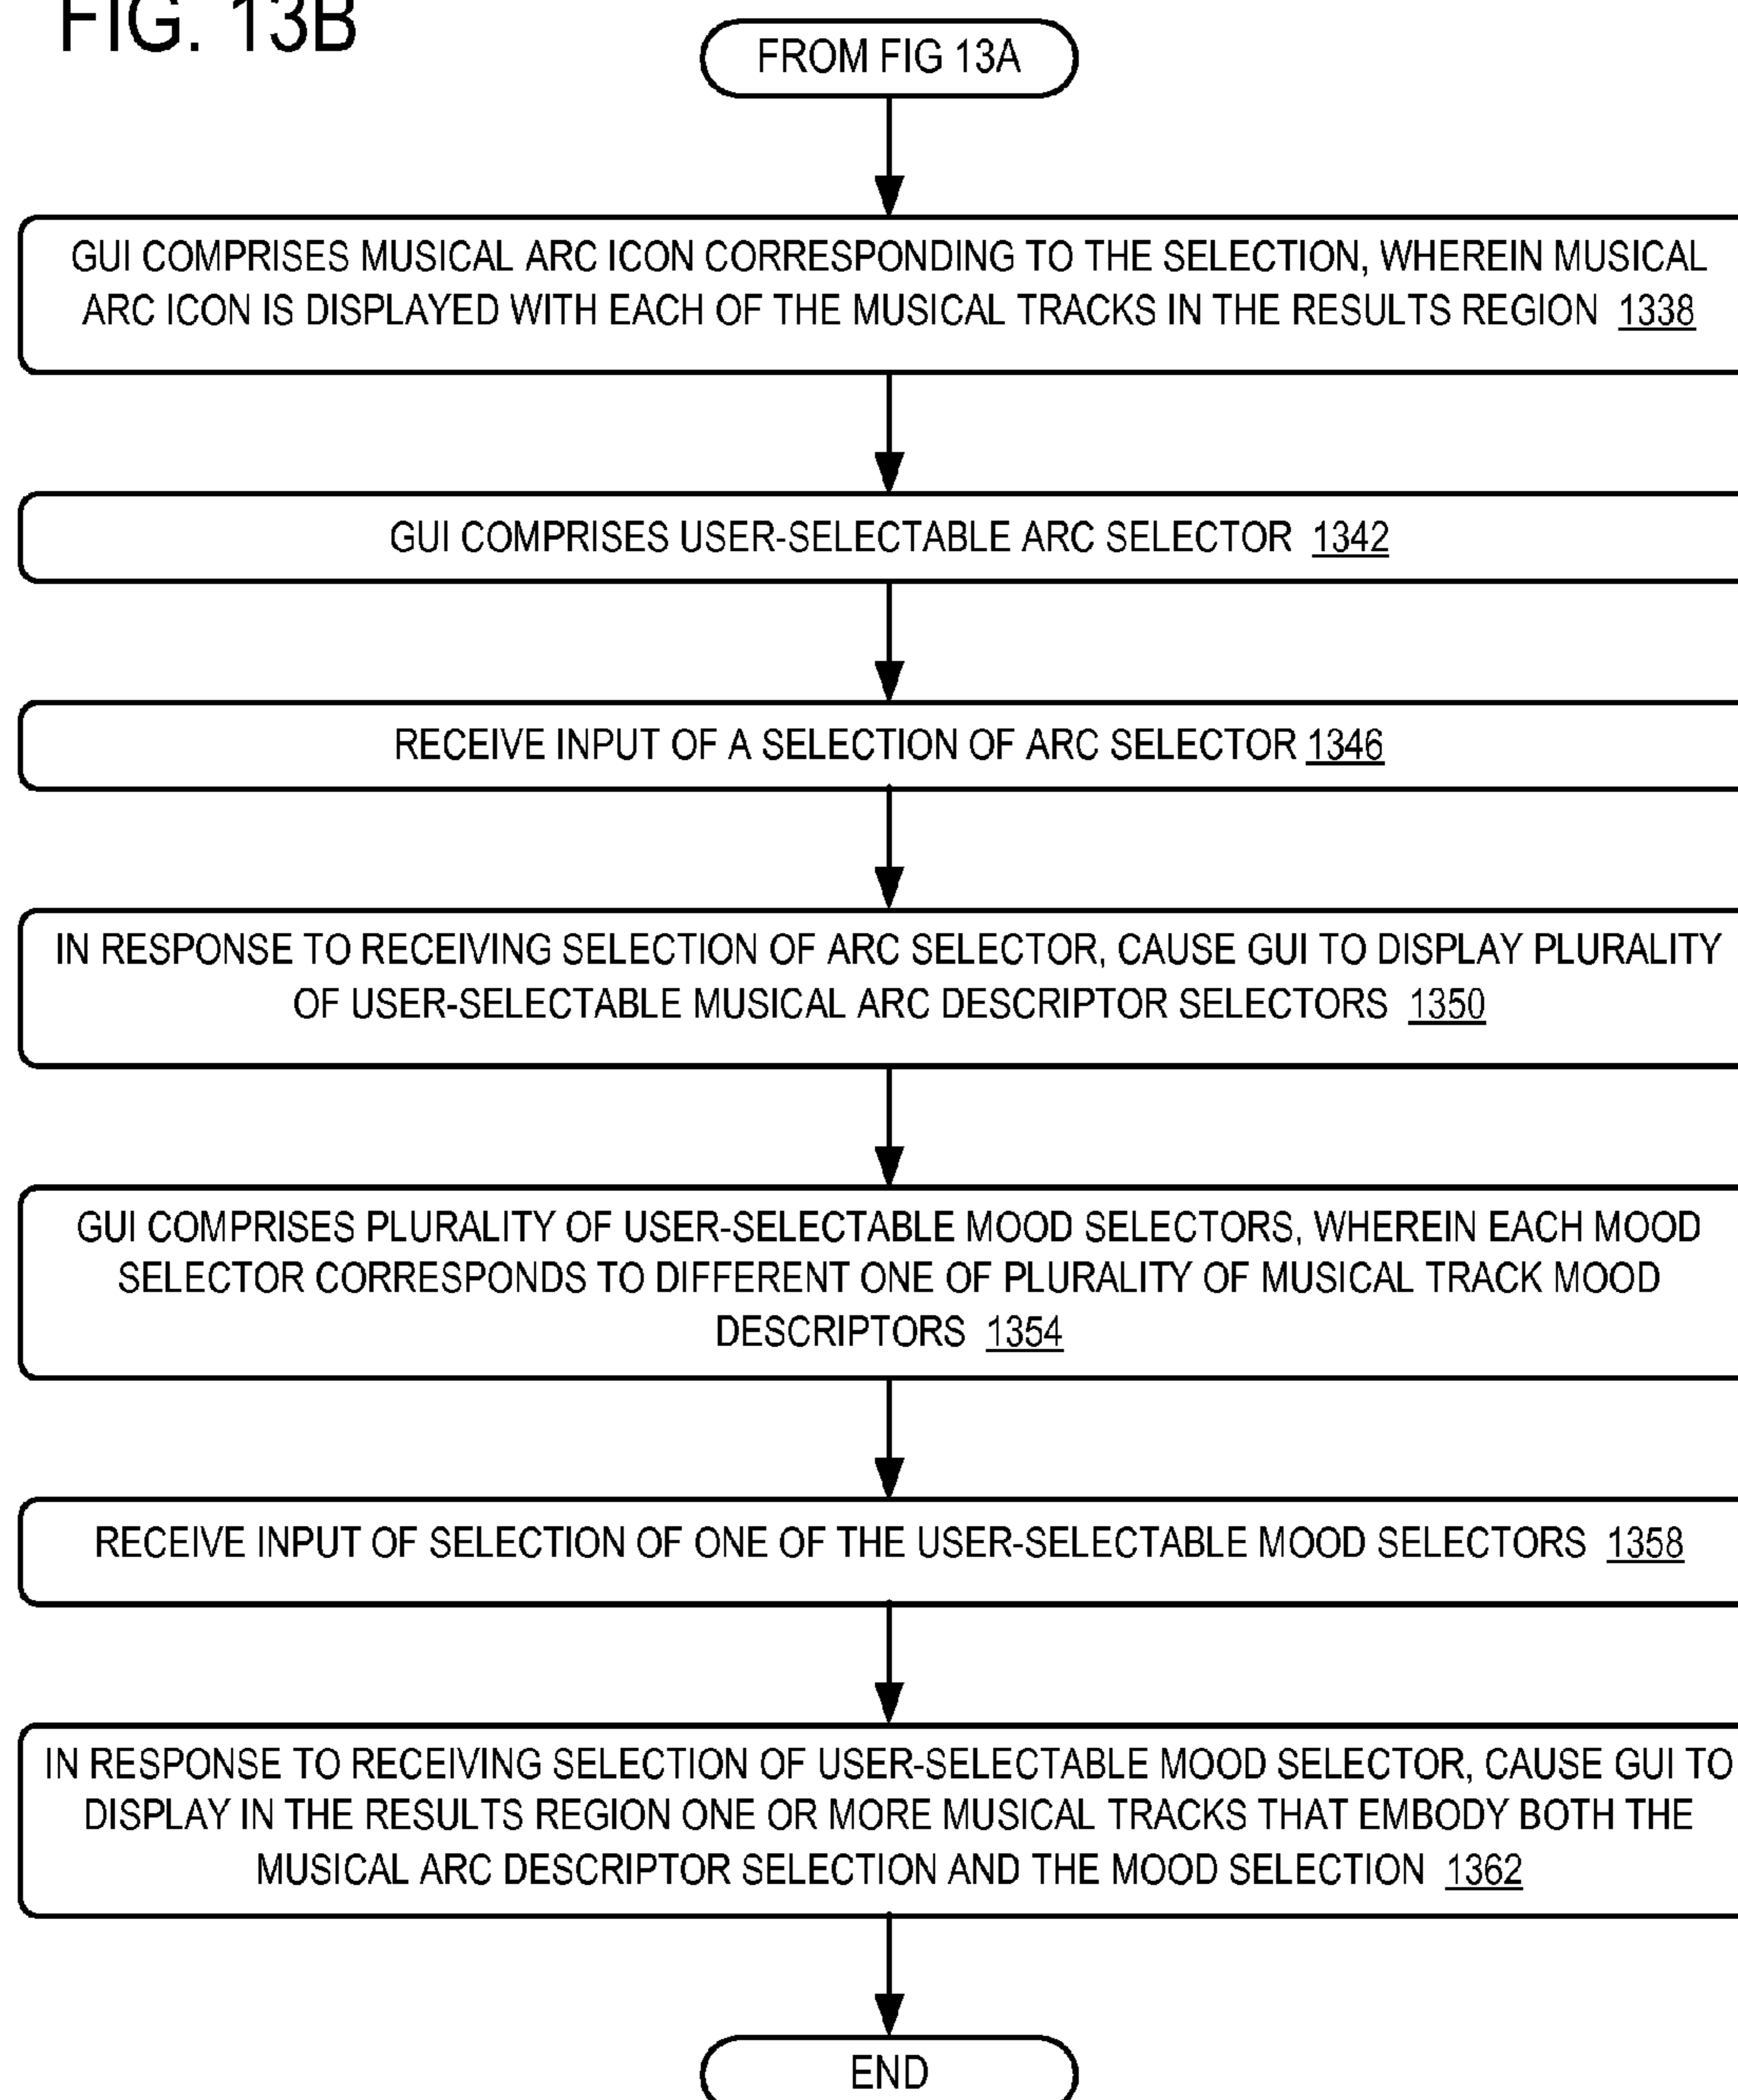 FIG. 13B
FROM FIG 13A
GUI COMPRISES MUSICAL ARC ICON CORRESPONDING TO THE SELECTION, WHEREIN MUSICAL
ARC ICON IS DISPLAYED WITH EACH OF THE MUSICAL TRACKS IN THE RESULTS REGION 1338
GUI COMPRISES USER-SELECTABLE ARC SELECTOR 1342
RECEIVE INPUT OF A SELECTION OF ARC SELECTOR 1346
IN RESPONSE TO RECEIVING SELECTION OF ARC SELECTOR, CAUSE GUI TO DISPLAY PLURALITY
OF USER-SELECTABLE MUSICAL ARC DESCRIPTOR SELECTORS 1350
GUI COMPRISES PLURALITY OF USER-SELECTABLE MOOD SELECTORS, WHEREIN EACH MOOD
SELECTOR CORRESPONDS TO DIFFERENT ONE OF PLURALITY OF MUSICAL TRACK MOOD
DESCRIPTORS 1354
RECEIVE INPUT OF SELECTION OF ONE OF THE USER-SELECTABLE MOOD SELECTORS 1358
IN RESPONSE TO RECEIVING SELECTION OF USER-SELECTABLE MOOD SELECTOR, CAUSE GUI TO
DISPLAY IN THE RESULTS REGION ONE OR MORE MUSICAL TRACKS THAT EMBODY BOTH THE
MUSICAL ARC DESCRIPTOR SELECTION AND THE MOOD SELECTION 1362
END